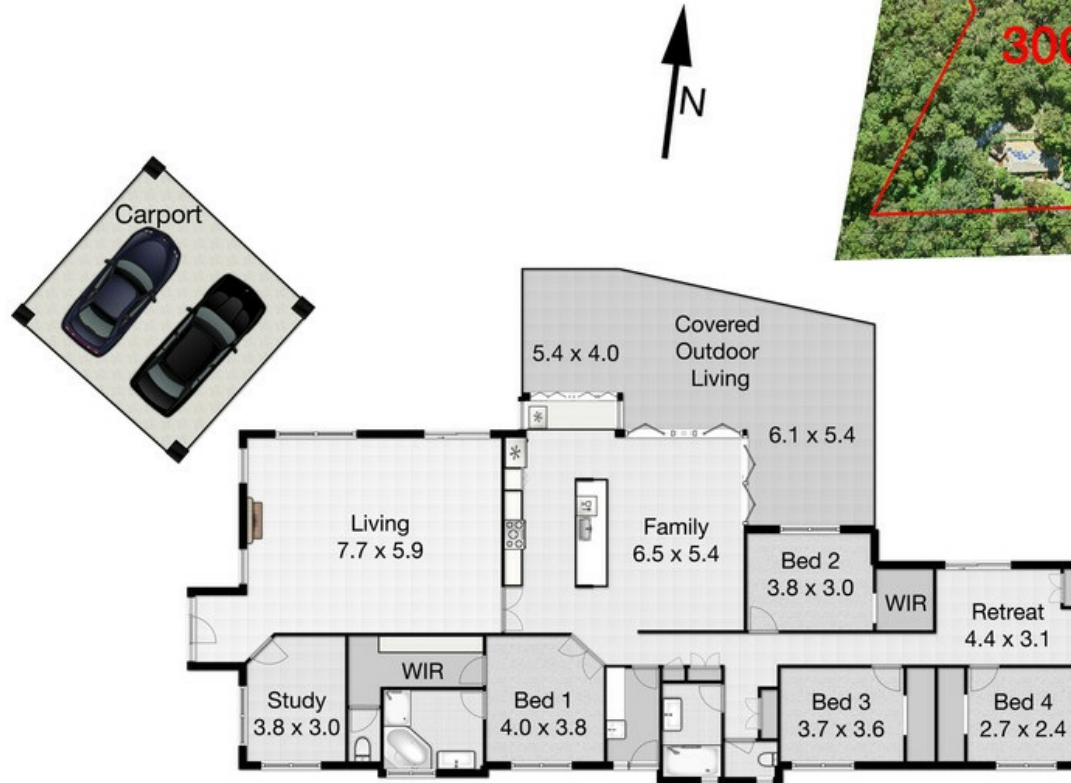 N
300
Carport
Covered
Outdoor
Living
5.4 x 4.0
6.1 x 5.4
Living
7.7 x 5.9
Family
6.5 x 5.4
Bed 2
3.8 x 3.0
WIR
Retreat
4.4 x 3.1
WIR
Study
3.8 x 3.0
Bed 1
4.0 x 3.8
Bed 3
3.7 x 3.6
Bed 4
2.7 x 2.4